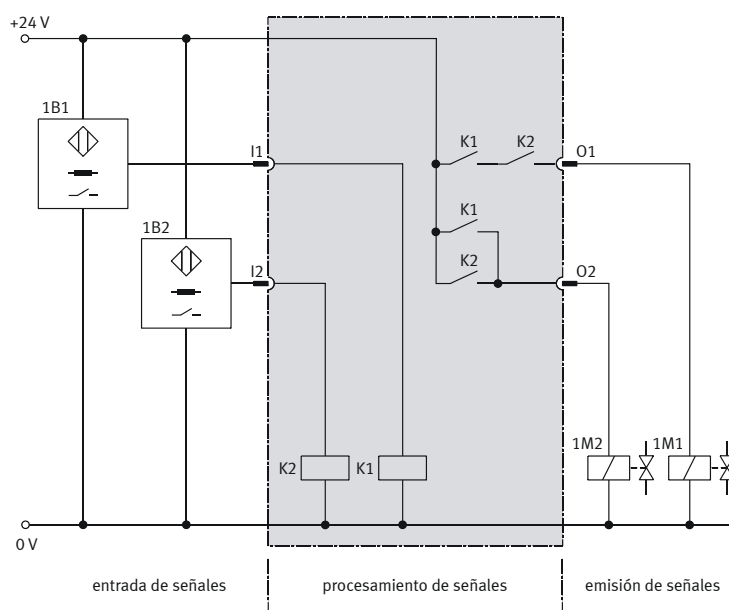 +24 V
1B1
K1
K2
I1
O1
K1
1B2
K2
I2
O2
1M2
1M1
K2
K1
0 V
entrada de señales
procesamiento de señales
emisión de señales